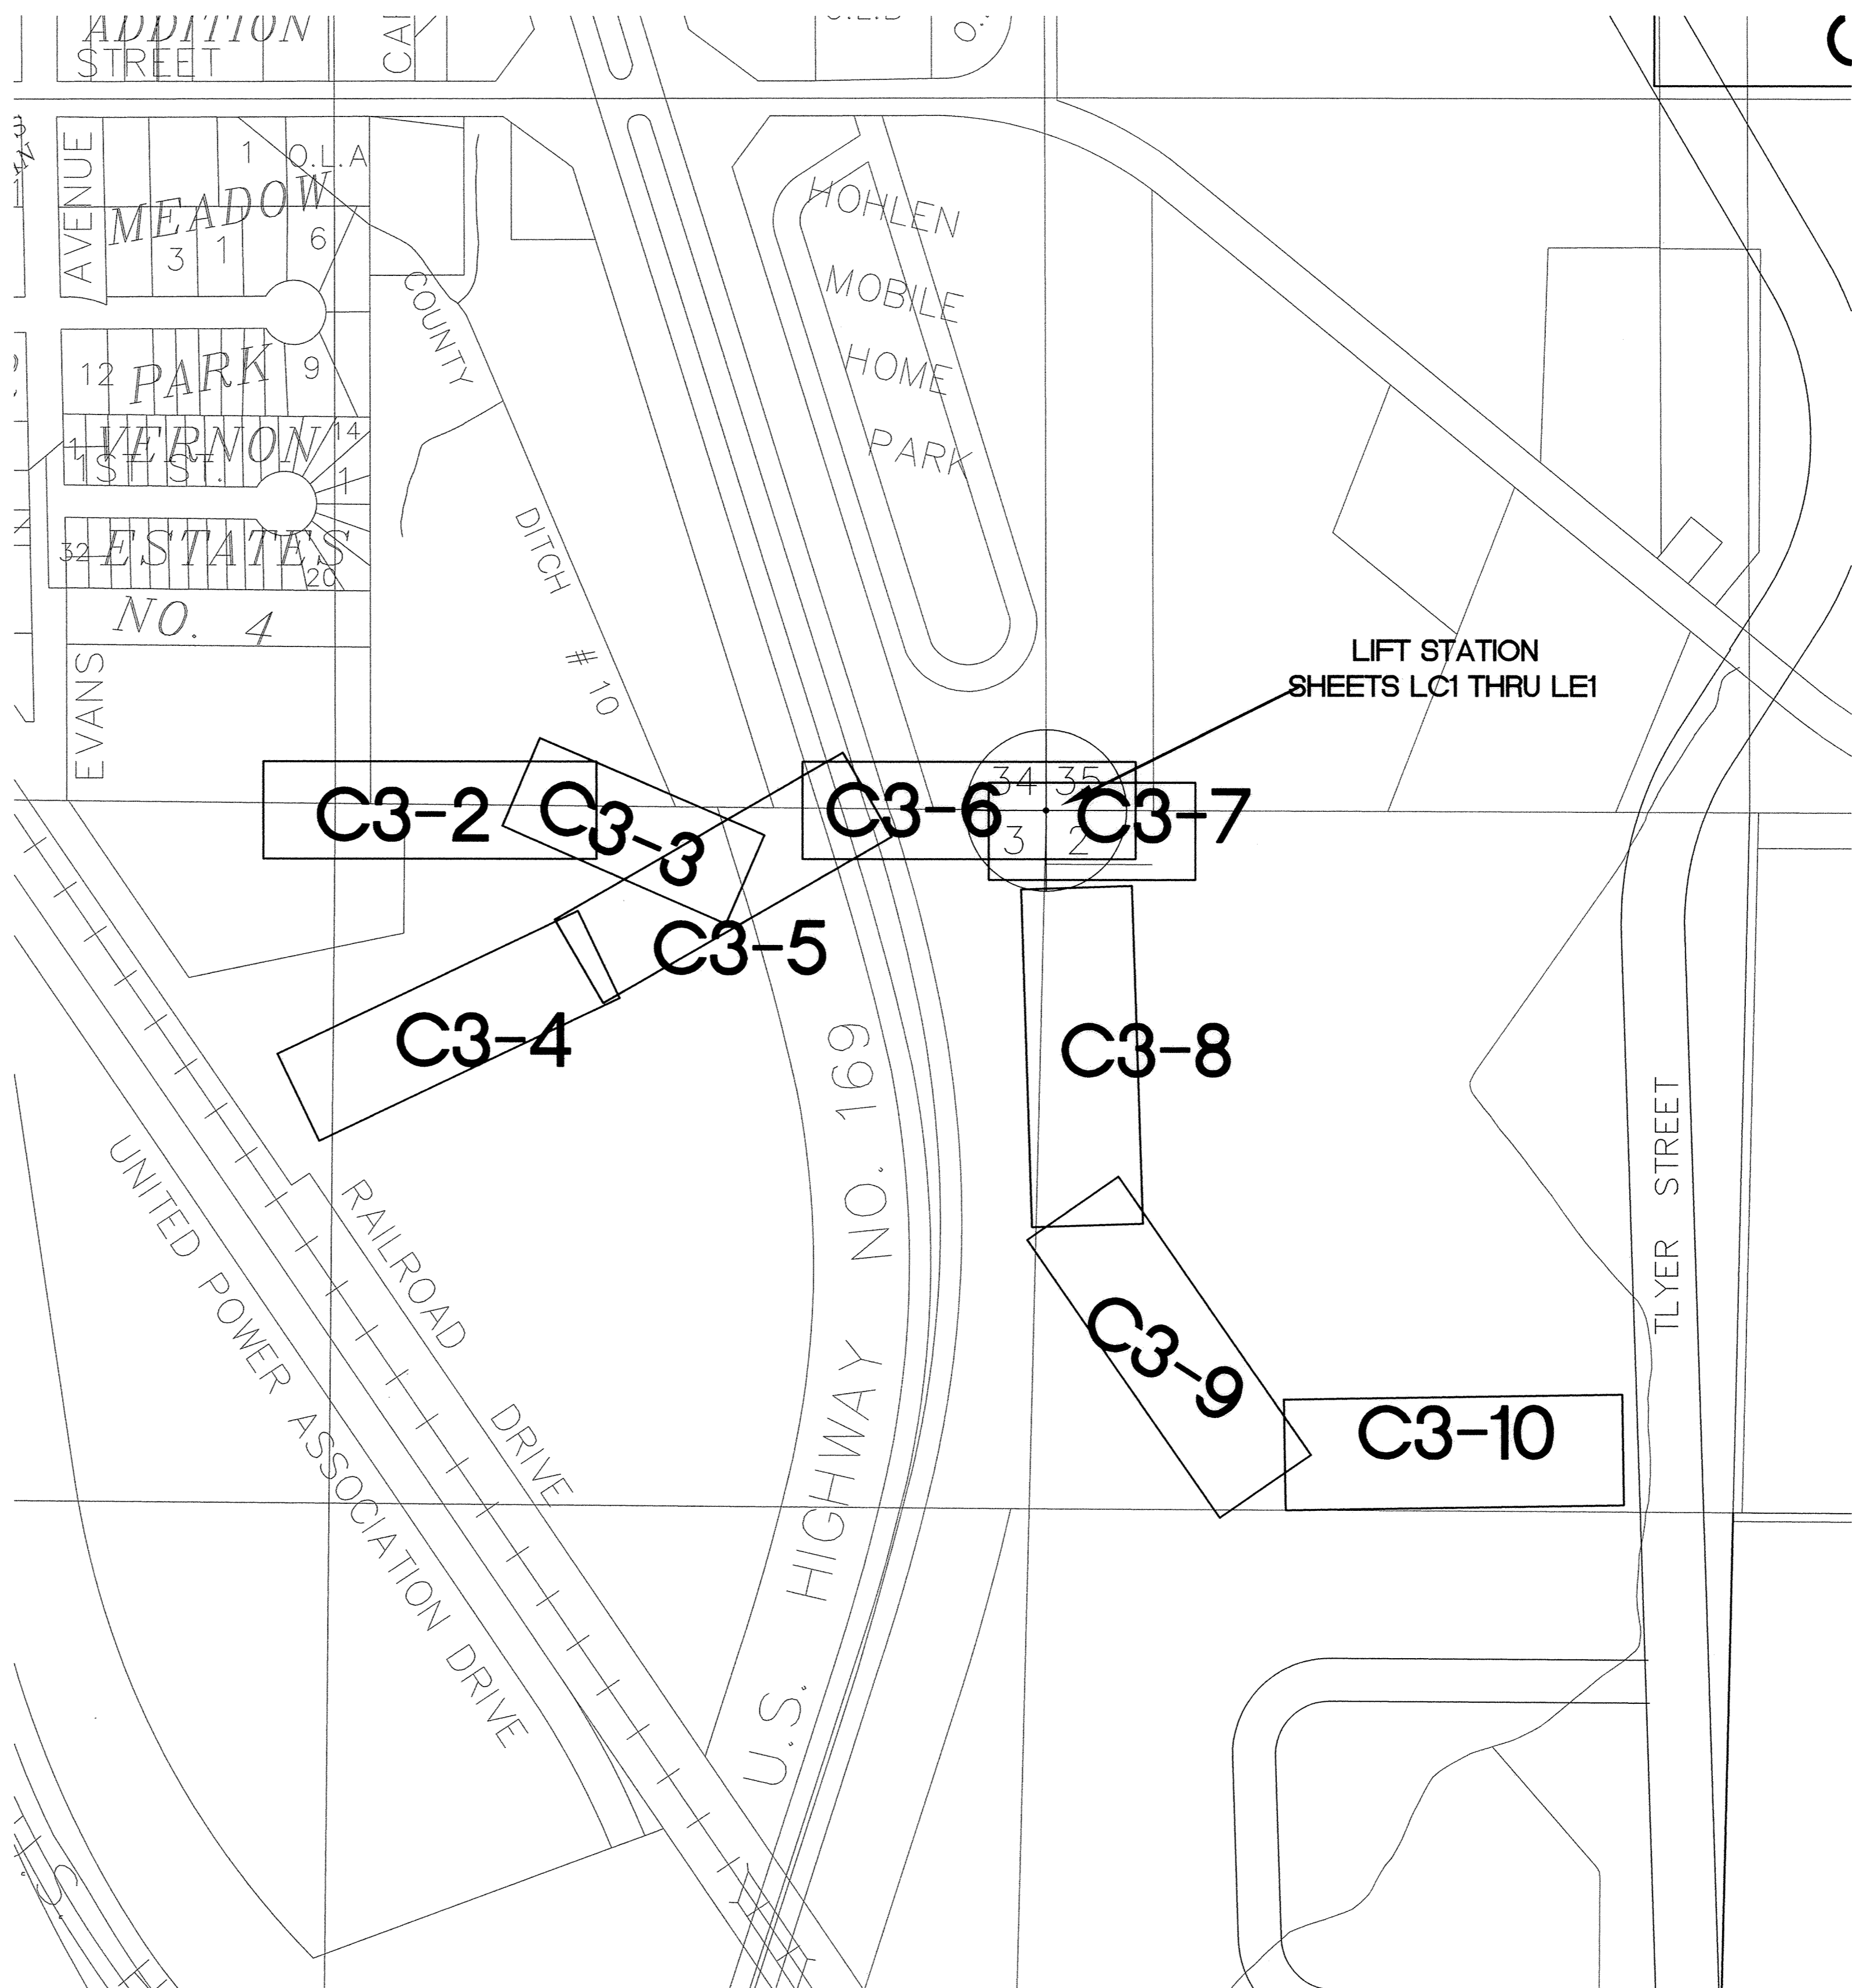 ADDITION
STREET
AVENUE
1
O.L.A
MEADOW
3
1
6
12
PARK
9
1
VERNON
14
1ST ST.
1
32
ESTATES
20
NO. 4
EVANS
COUNTY
DITCH
# 10
HOHLEN
MOBILE
HOME
PARK
LIFT STATION
SHEETS LC1 THRU LE1
34
35
3
2
C3-2
C3-3
C3-6
C3-7
C3-5
C3-4
C3-8
C3-9
C3-10
U.S. HIGHWAY NO. 169
RAILROAD DRIVE
UNITED POWER ASSOCIATION DRIVE
TLYER STREET